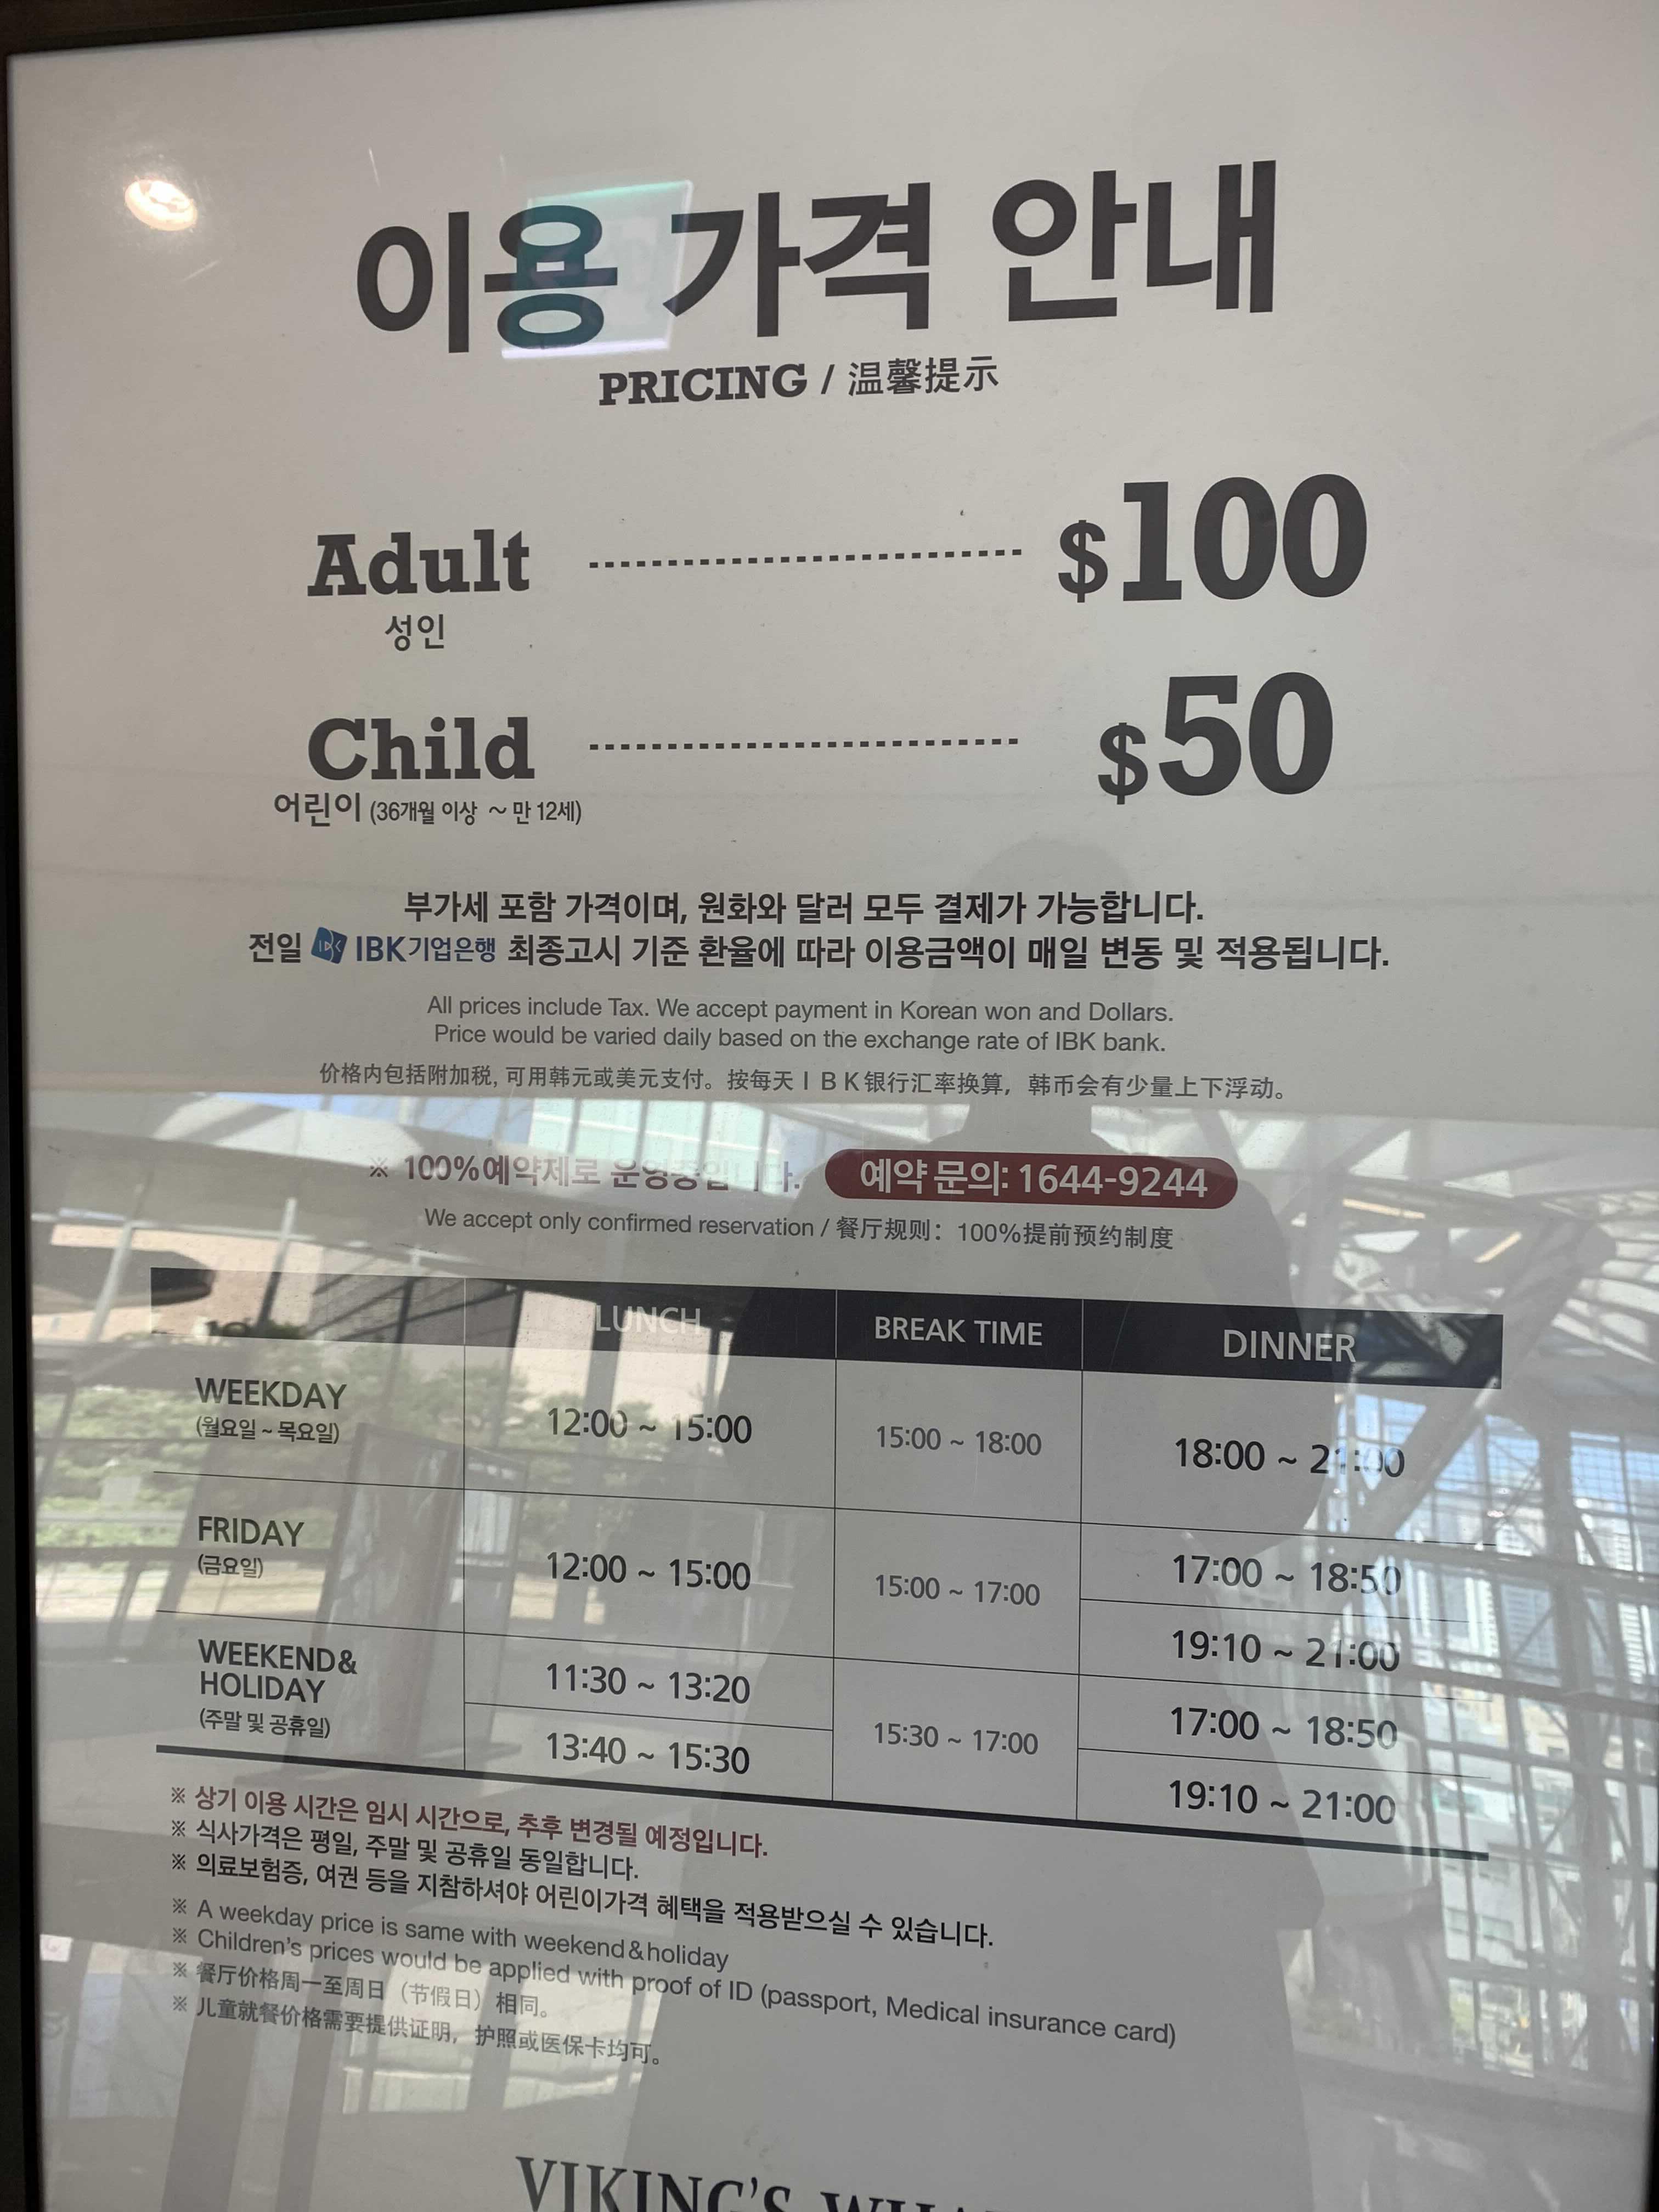 이용 가격 안내
PRICING / 温馨提示
Adult $100
성인
Child $50
어린이 (36개월 이상 ~ 만 12세)
부가세 포함 가격이며, 원화와 달러 모두 결제가 가능합니다.
전일 IBK기업은행 최종고시 기준 환율에 따라 이용금액이 매일 변동 및 적용됩니다.
All prices include Tax. We accept payment in Korean won and Dollars.
Price would be varied daily based on the exchange rate of IBK bank.
价格内包括附加税, 可用韩元或美元支付。按每天 I B K 银行汇率换算, 韩币会有少量上下浮动。
※ 100%예약제로 운영중입니다. 예약 문의: 1644-9244
We accept only confirmed reservation / 餐厅规则: 100%提前预约制度
LUNCH BREAK TIME DINNER
WEEKDAY
(월요일 ~ 목요일)
12:00 ~ 15:00 15:00 ~ 18:00 18:00 ~ 21:00
FRIDAY
(금요일)
12:00 ~ 15:00 15:00 ~ 17:00 17:00 ~ 18:50
19:10 ~ 21:00
WEEKEND&
HOLIDAY
(주말 및 공휴일)
11:30 ~ 13:20 15:30 ~ 17:00 17:00 ~ 18:50
13:40 ~ 15:30 19:10 ~ 21:00
※ 상기 이용 시간은 임시 시간으로, 추후 변경될 예정입니다.
※ 식사가격은 평일, 주말 및 공휴일 동일합니다.
※ 의료보험증, 여권 등을 지참하셔야 어린이가격 혜택을 적용받으실 수 있습니다.
※ A weekday price is same with weekend&holiday
※ Children's prices would be applied with proof of ID (passport, Medical insurance card)
※ 餐厅价格周一至周日（节假日）相同。
※ 儿童就餐价格需要提供证明, 护照或医保卡均可。
VIKING'S